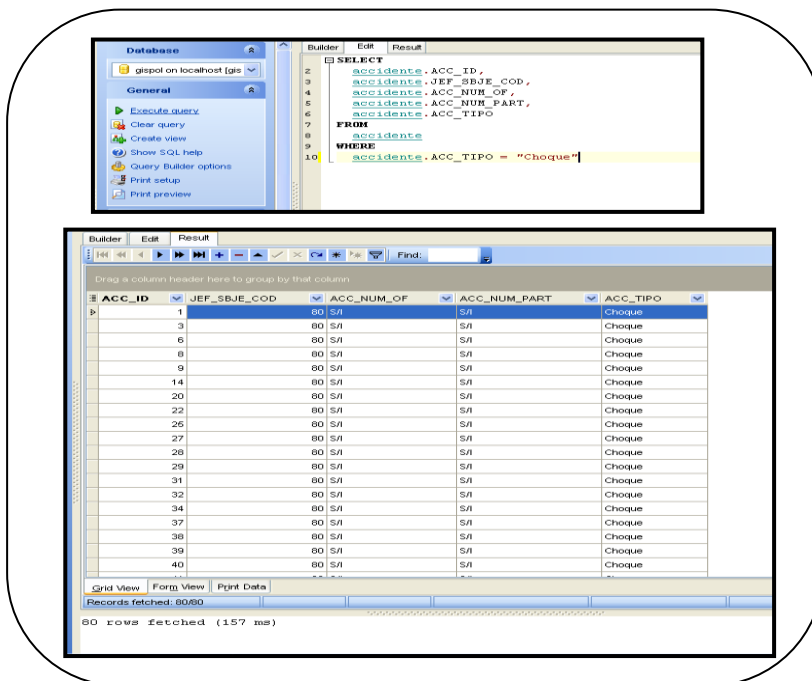 Database
gispol on localhost [gis
General
Execute query
Clear query
Create view
Show SQL help
Query Builder options
Print setup
Print preview
Builder Edit Result
SELECT
2 accidente.ACC_ID,
3 accidente.JEF_SBJE_COD,
4 accidente.ACC_NUM_OF,
5 accidente.ACC_NUM_PART,
6 accidente.ACC_TIPO
7 FROM
8 accidente
9 WHERE
10 accidente.ACC_TIPO = "Choque"
Builder Edit Result
Find:
Drag a column header here to group by that column
ACC_ID JEF_SBJE_COD ACC_NUM_OF ACC_NUM_PART ACC_TIPO
1 80 S/I S/I Choque
3 80 S/I S/I Choque
6 80 S/I S/I Choque
8 80 S/I S/I Choque
9 80 S/I S/I Choque
14 80 S/I S/I Choque
20 80 S/I S/I Choque
22 80 S/I S/I Choque
26 80 S/I S/I Choque
27 80 S/I S/I Choque
28 80 S/I S/I Choque
29 80 S/I S/I Choque
31 80 S/I S/I Choque
32 80 S/I S/I Choque
34 80 S/I S/I Choque
37 80 S/I S/I Choque
38 80 S/I S/I Choque
39 80 S/I S/I Choque
40 80 S/I S/I Choque
Grid View Form View Print Data
Records fetched: 80/80
80 rows fetched (157 ms)